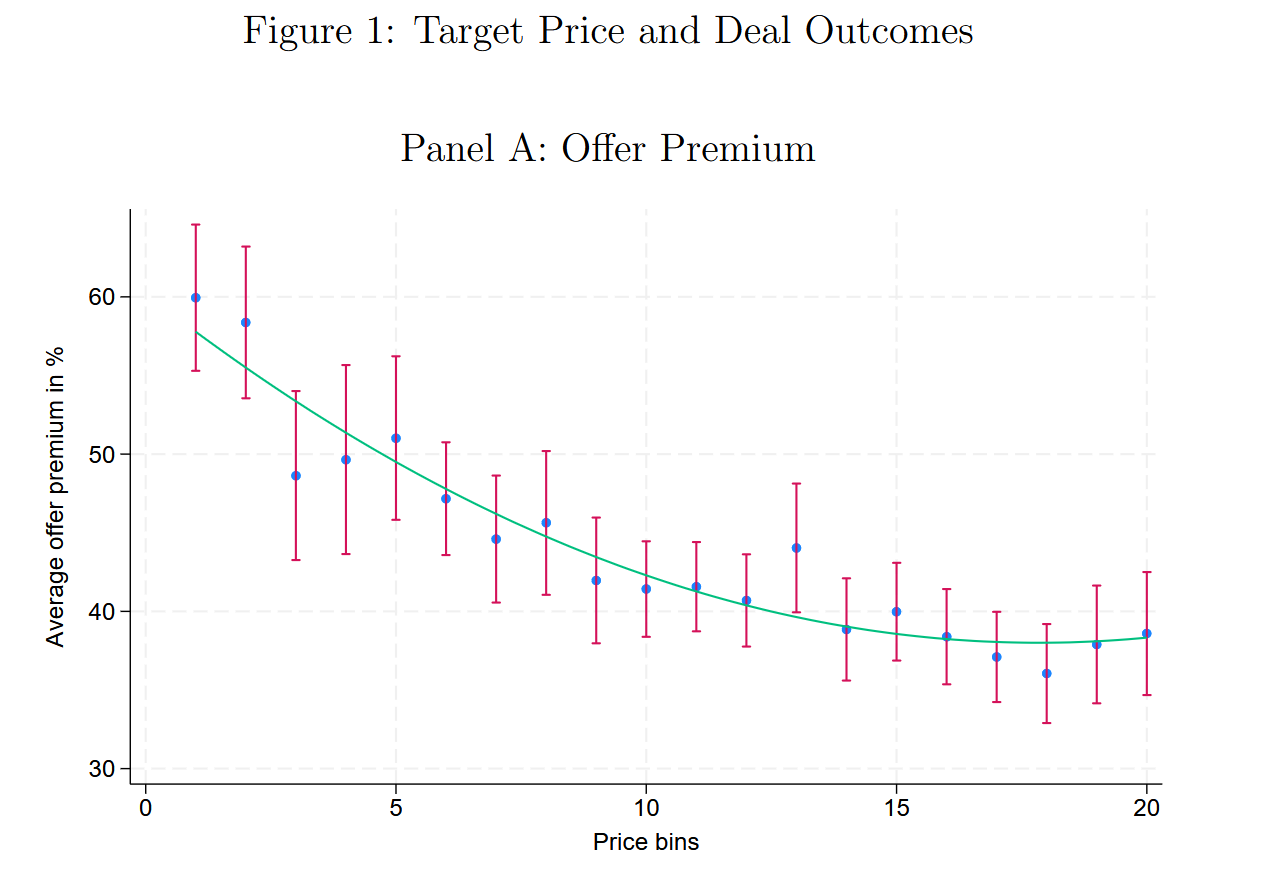 Figure 1: Target Price and Deal Outcomes
Panel A: Offer Premium
Average offer premium in %
60
50
40
30
0 5 10 15 20
Price bins